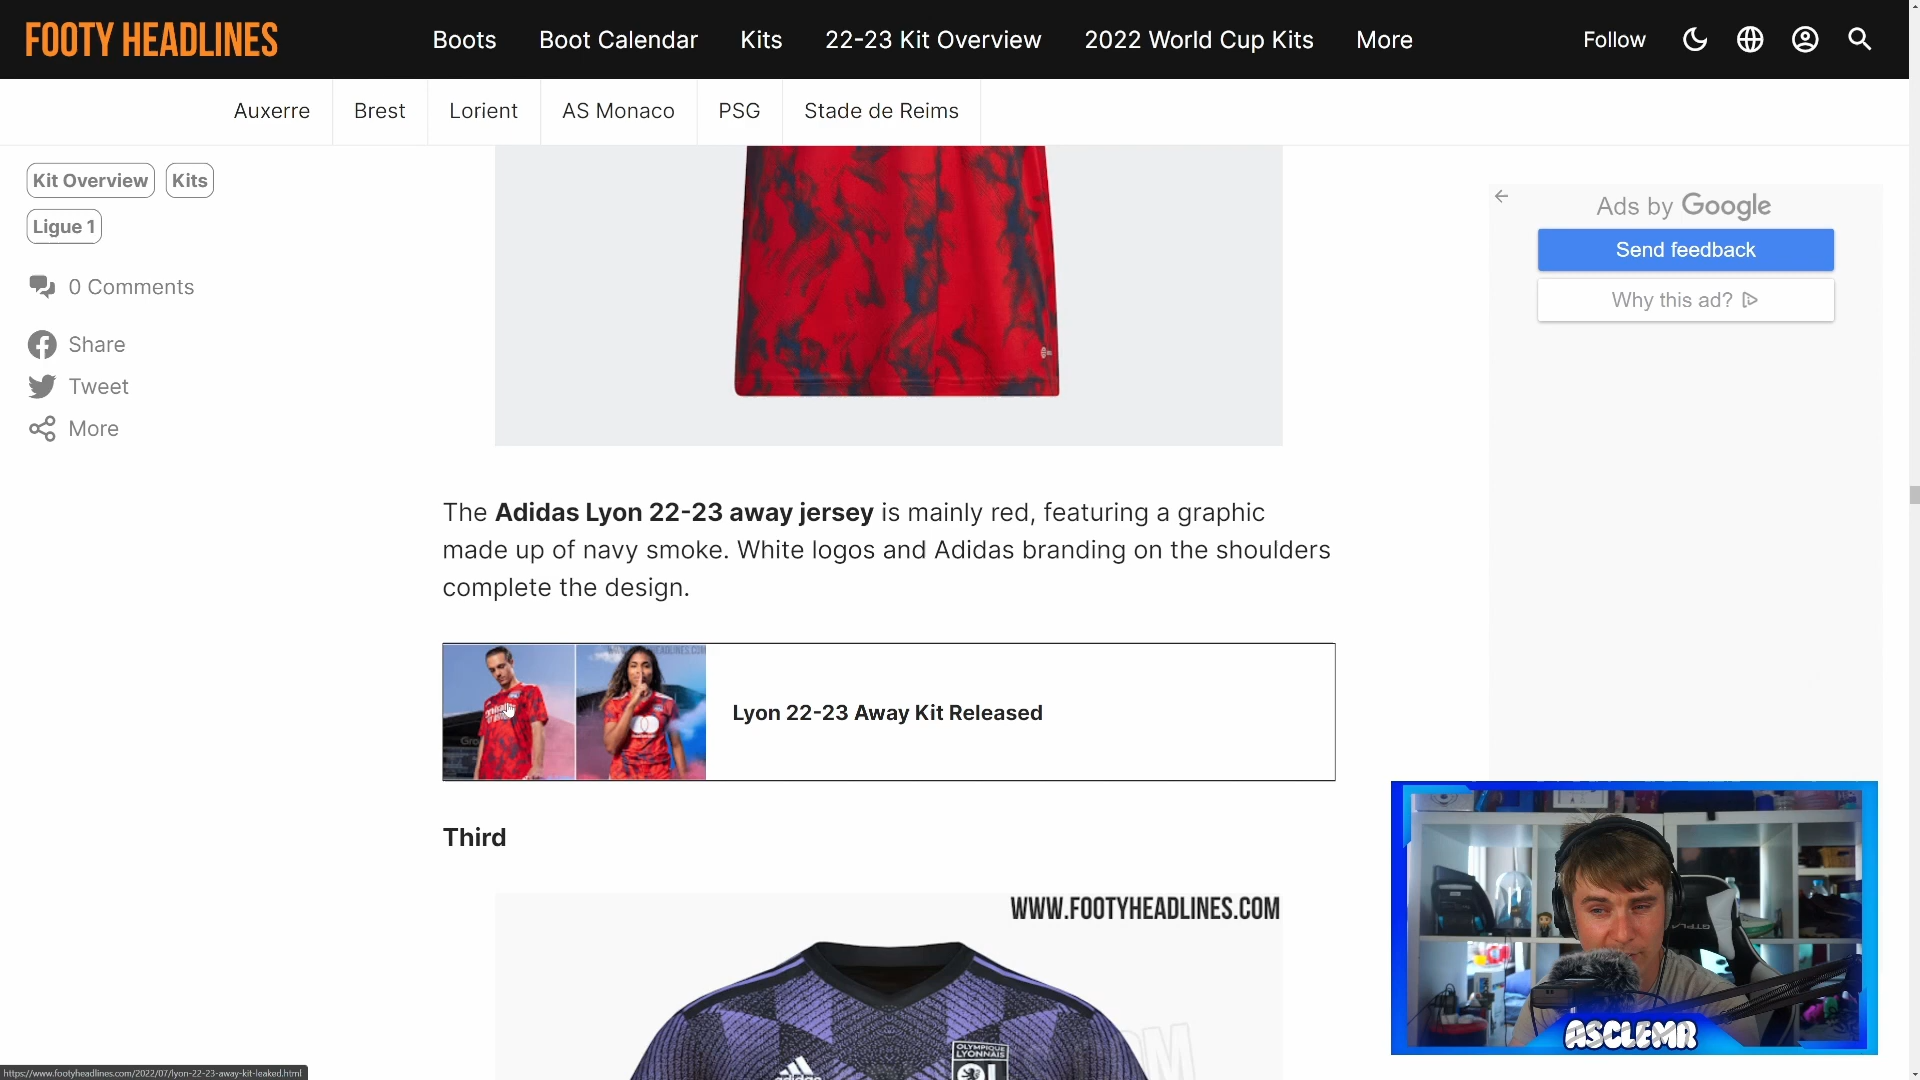 FOOTY HEADLINES
Boots
Boot Calendar
Kits
22-23 Kit Overview
2022 World Cup Kits
More
Follow
Auxerre
Brest
Lorient
AS Monaco
PSG
Stade de Reims
Kit Overview
Kits
Ligue 1
0 Comments
Share
Tweet
More
Ads by Google
Send feedback
Why this ad?
The Adidas Lyon 22-23 away jersey is mainly red, featuring a graphic
made up of navy smoke. White logos and Adidas branding on the shoulders
complete the design.
Lyon 22-23 Away Kit Released
Third
WWW.FOOTYHEADLINES.COM
adidas
OLYMPIQUE
LYONNAIS
OL
ASCLEMR
https://www.footyheadlines.com/2022/07/lyon-22-23-away-kit-leaked.html